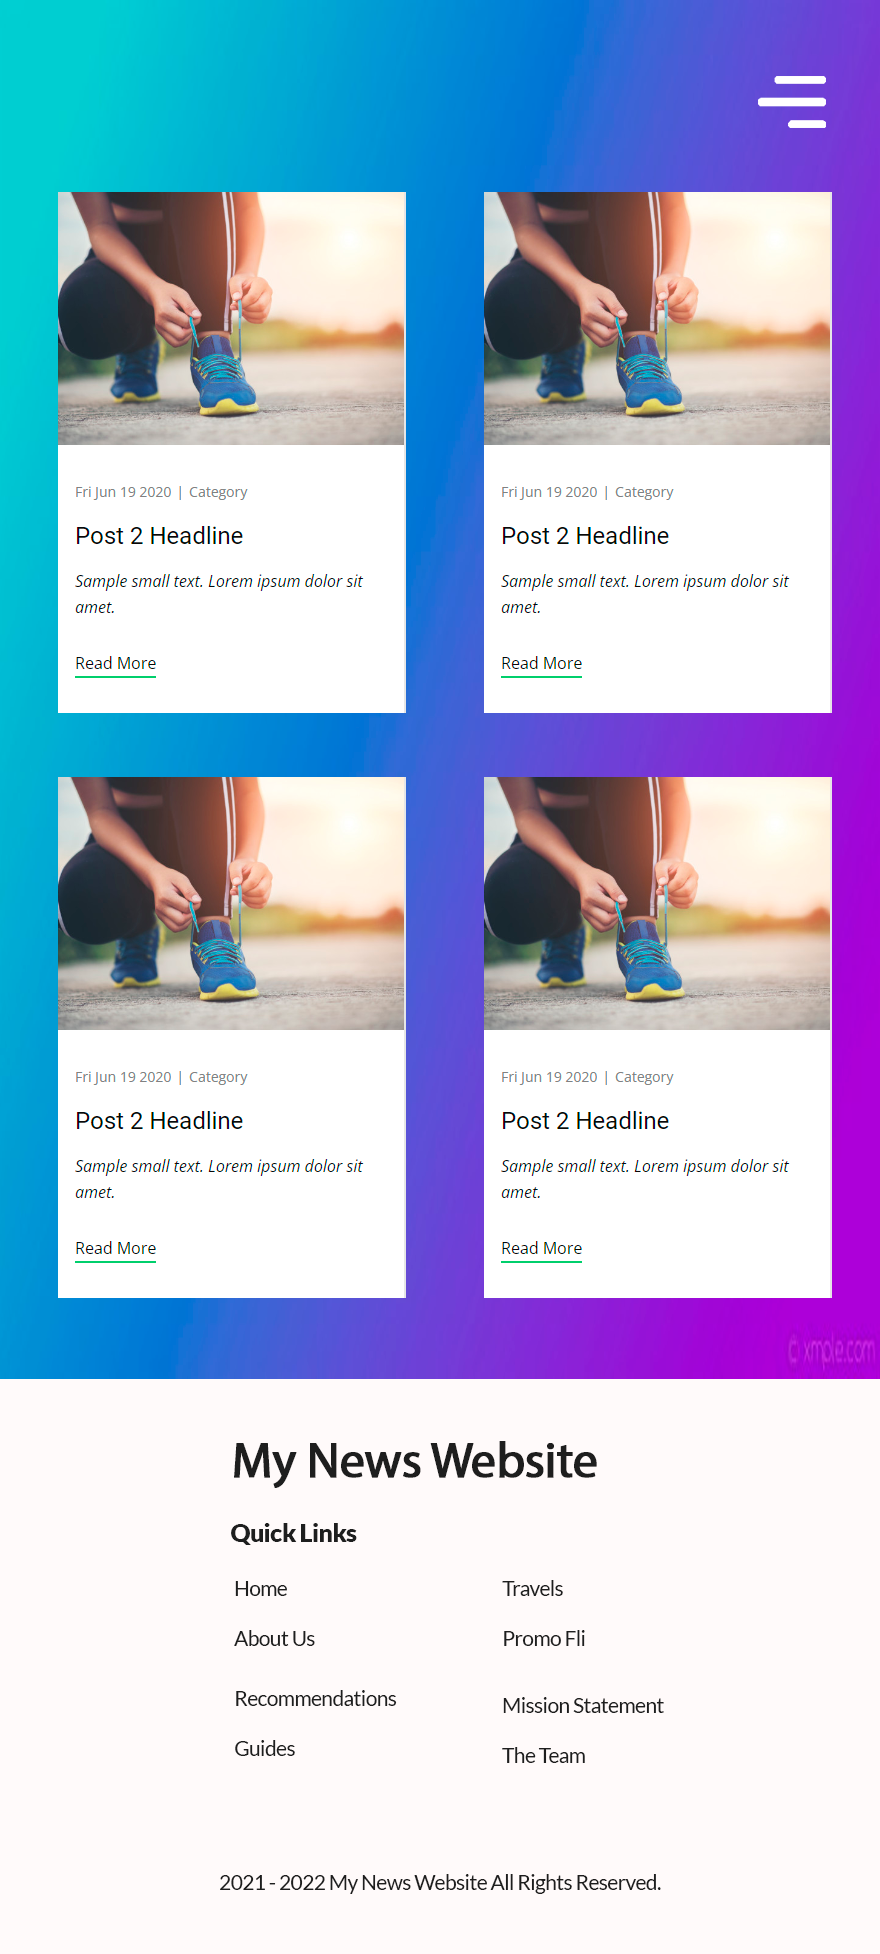 Fri Jun 19 2020 | Category
Post 2 Headline
Sample small text. Lorem ipsum dolor sit
amet.
Read More
Fri Jun 19 2020 | Category
Post 2 Headline
Sample small text. Lorem ipsum dolor sit
amet.
Read More
Fri Jun 19 2020 | Category
Post 2 Headline
Sample small text. Lorem ipsum dolor sit
amet.
Read More
Fri Jun 19 2020 | Category
Post 2 Headline
Sample small text. Lorem ipsum dolor sit
amet.
Read More
© xmple.com
My News Website
Quick Links
Home
About Us
Recommendations
Guides
Travels
Promo Fli
Mission Statement
The Team
2021 - 2022 My News Website All Rights Reserved.